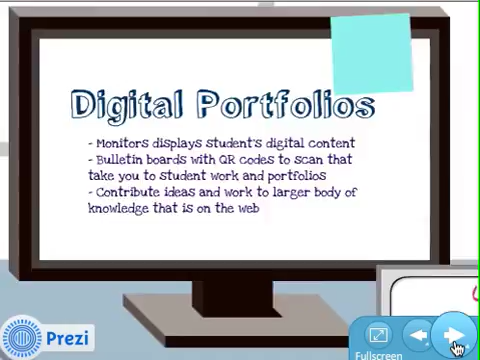 Digital Portfolios
- Monitors displays student's digital content
- Bulletin boards with QR codes to scan that
take you to student work and portfolios
- Contribute ideas and work to larger body of
knowledge that is on the web
Prezi
Fullscreen